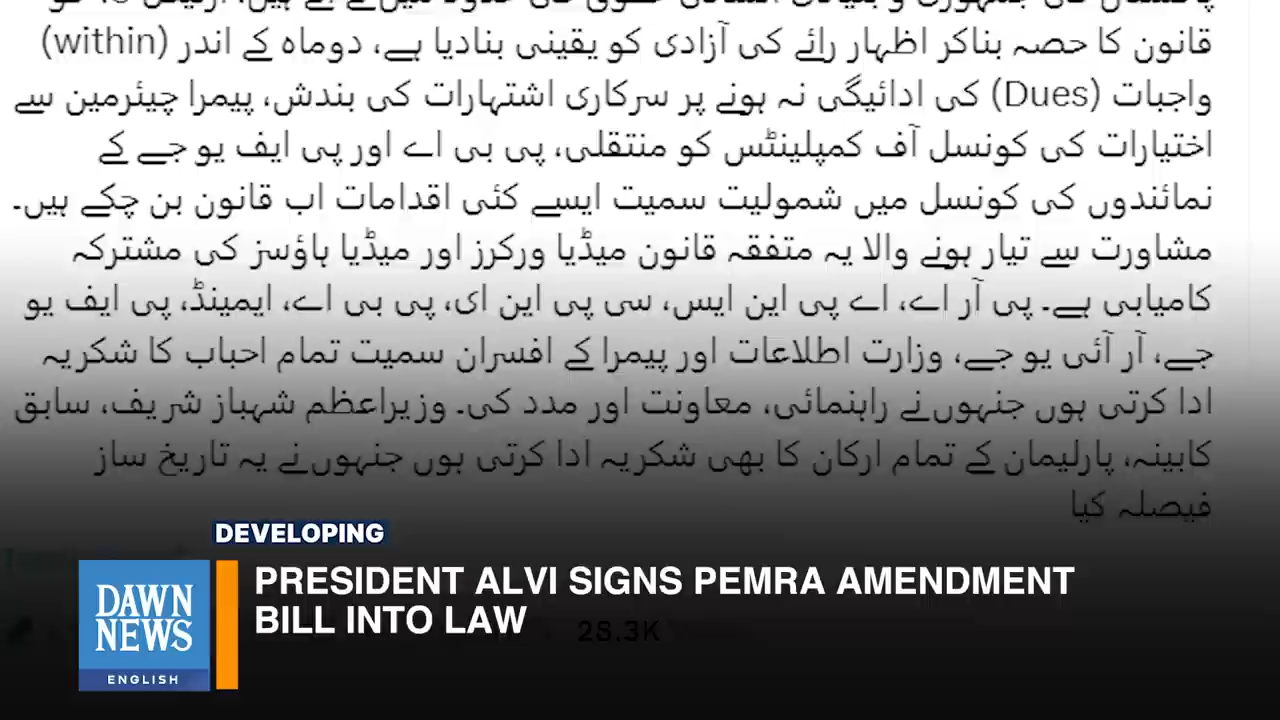 قانون کا حصہ بناکر اظہار رائے کی آزادی کو یقینی بنادیا ہے، دوماہ کے اندر (within)
واجبات (Dues) کی ادائیگی نہ ہونے پر سرکاری اشتہارات کی بندش، پیمرا چیئرمین سے
اختیارات کی کونسل آف کمپلینٹس کو منتقلی، پی بی اے اور پی ایف یو جے کے
نمائندوں کی کونسل میں شمولیت سمیت ایسے کئی اقدامات اب قانون بن چکے ہیں۔
مشاورت سے تیار ہونے والا یہ متفقہ قانون میڈیا ورکرز اور میڈیا ہاؤسز کی مشترکہ
کامیابی ہے۔ پی آر اے، اے پی این ایس، سی پی این ای، پی بی اے، ایمینڈ، پی ایف یو
جے، آر آئی یو جے، وزارت اطلاعات اور پیمرا کے افسران سمیت تمام احباب کا شکریہ
ادا کرتی ہوں جنہوں نے راہنمائی، معاونت اور مدد کی۔ وزیراعظم شہباز شریف، سابق
کابینہ، پارلیمان کے تمام ارکان کا بھی شکریہ ادا کرتی ہوں جنہوں نے یہ تاریخ ساز
فیصلہ کیا
DEVELOPING
PRESIDENT ALVI SIGNS PEMRA AMENDMENT
BILL INTO LAW
28.3K
DAWN
NEWS
ENGLISH